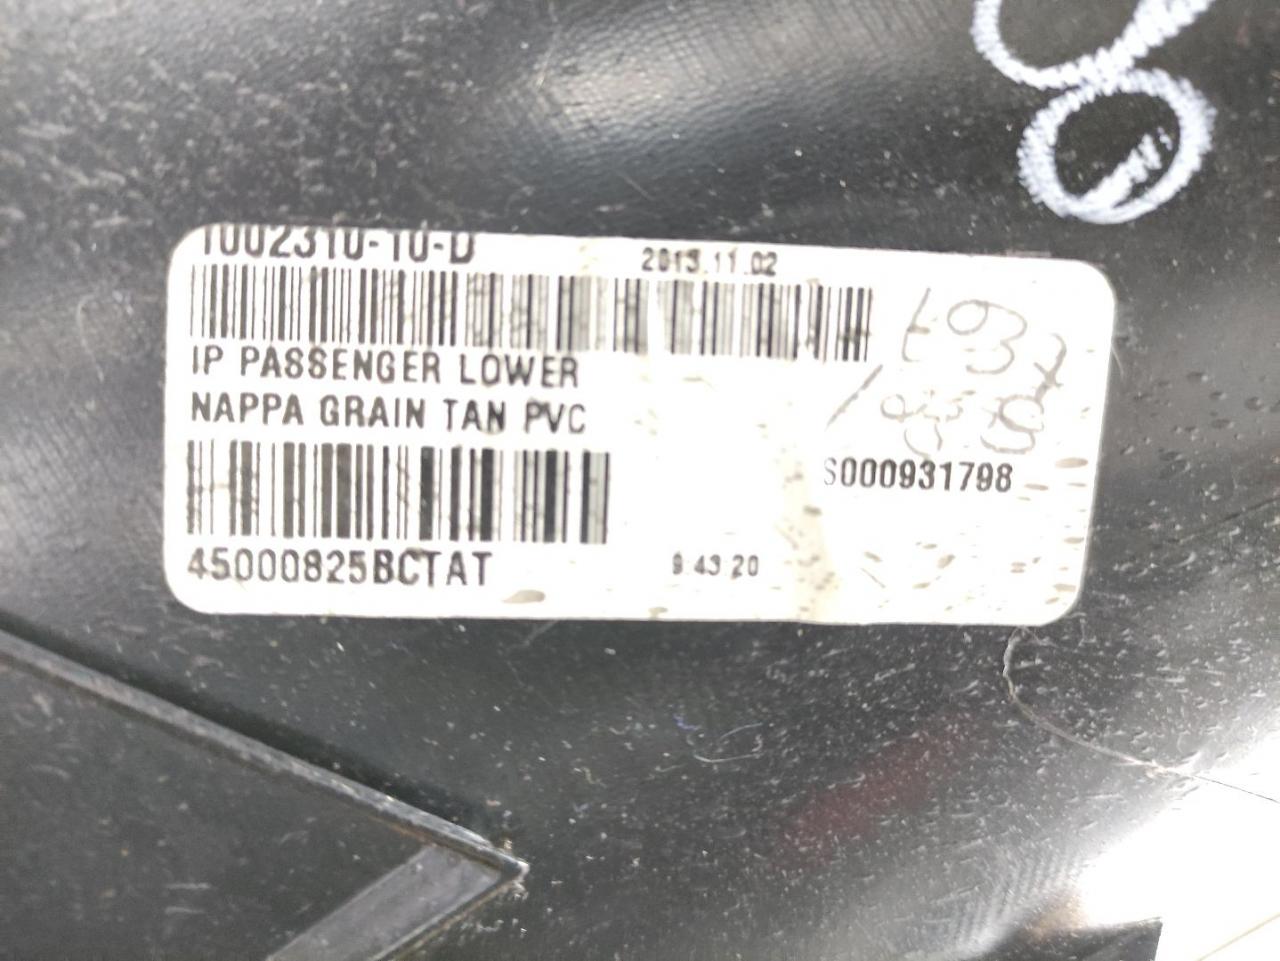 1002310-10-D
2013.11.02
IP PASSENGER LOWER
NAPPA GRAIN TAN PVC
S000931798
45000825BCTAT
9 43 20